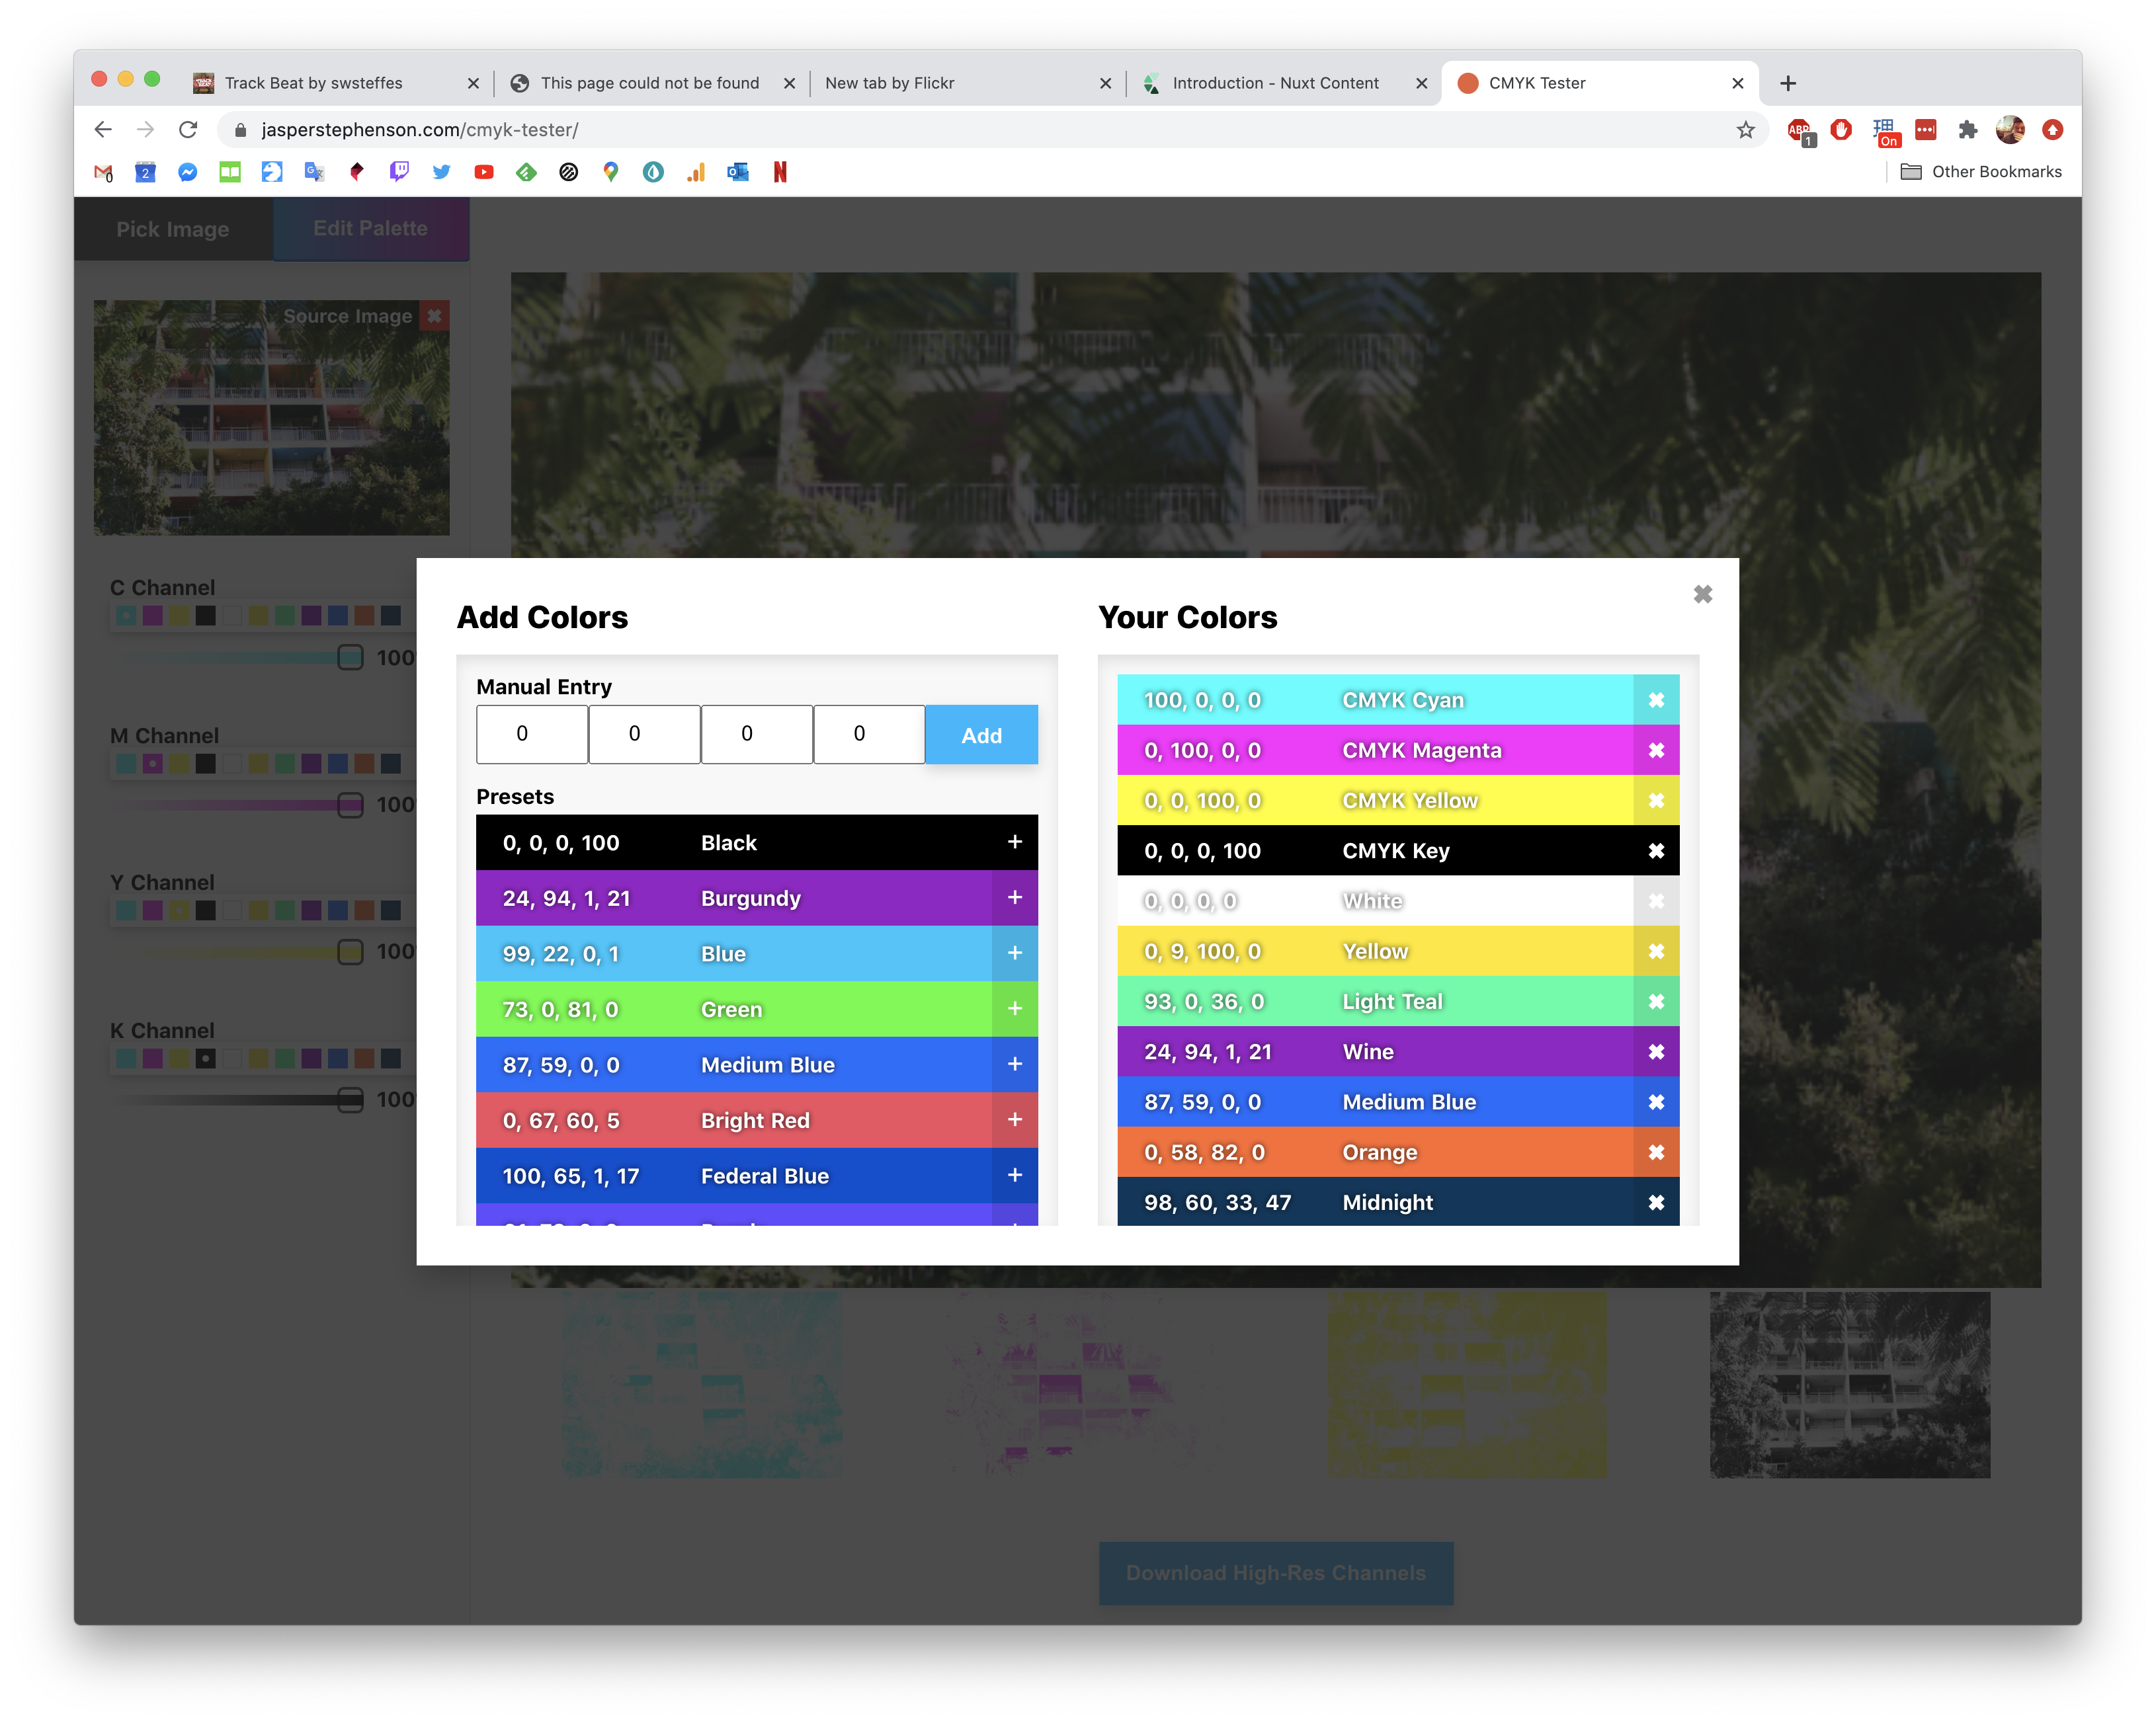 Track Beat by swsteffes
This page could not be found
New tab by Flickr
Introduction - Nuxt Content
CMYK Tester
jasperstephenson.com/cmyk-tester/
ABP
1
On
0
2
Other Bookmarks
Pick Image
Edit Palette
Source Image
C Channel
100
M Channel
100
Y Channel
100
K Channel
100
Add Colors
Manual Entry
0
0
0
0
Add
Presets
0, 0, 0, 100 Black
24, 94, 1, 21 Burgundy
99, 22, 0, 1 Blue
73, 0, 81, 0 Green
87, 59, 0, 0 Medium Blue
0, 67, 60, 5 Bright Red
100, 65, 1, 17 Federal Blue
Your Colors
100, 0, 0, 0 CMYK Cyan
0, 100, 0, 0 CMYK Magenta
0, 0, 100, 0 CMYK Yellow
0, 0, 0, 100 CMYK Key
0, 0, 0, 0 White
0, 9, 100, 0 Yellow
93, 0, 36, 0 Light Teal
24, 94, 1, 21 Wine
87, 59, 0, 0 Medium Blue
0, 58, 82, 0 Orange
98, 60, 33, 47 Midnight
Download High-Res Channels